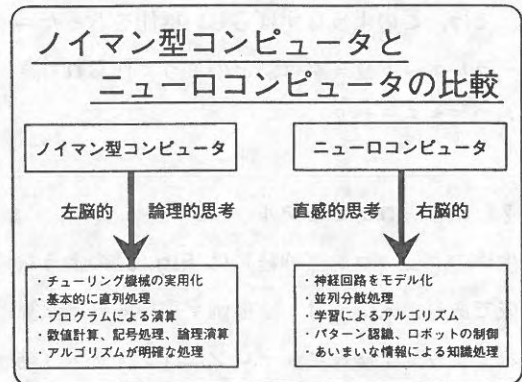 ノイマン型コンピュータと
ニューロコンピュータの比較
ノイマン型コンピュータ
ニューロコンピュータ
左脳的 論理的思考
直感的思考 右脳的
・チューリング機械の実用化
・基本的に直列処理
・プログラムによる演算
・数値計算、記号処理、論理演算
・アルゴリズムが明確な処理
・神経回路をモデル化
・並列分散処理
・学習によるアルゴリズム
・パターン認識、ロボットの制御
・あいまいな情報による知識処理